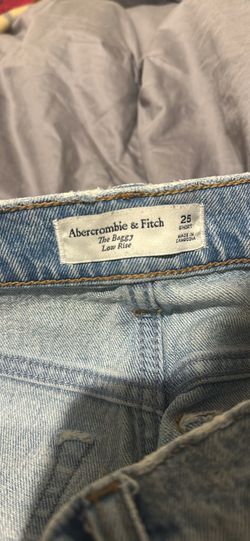 Abercrombie & Fitch
The Baggy
Low Rise
25
SHORT
MADE IN
CAMBODIA